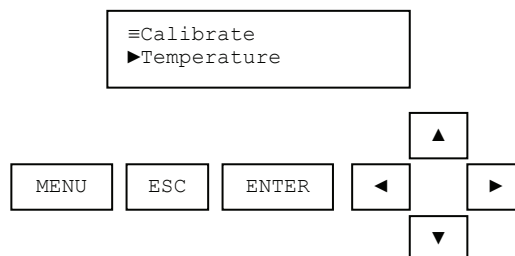 ≡Calibrate
►Temperature
▲
MENU ESC ENTER ◄ ►
▼